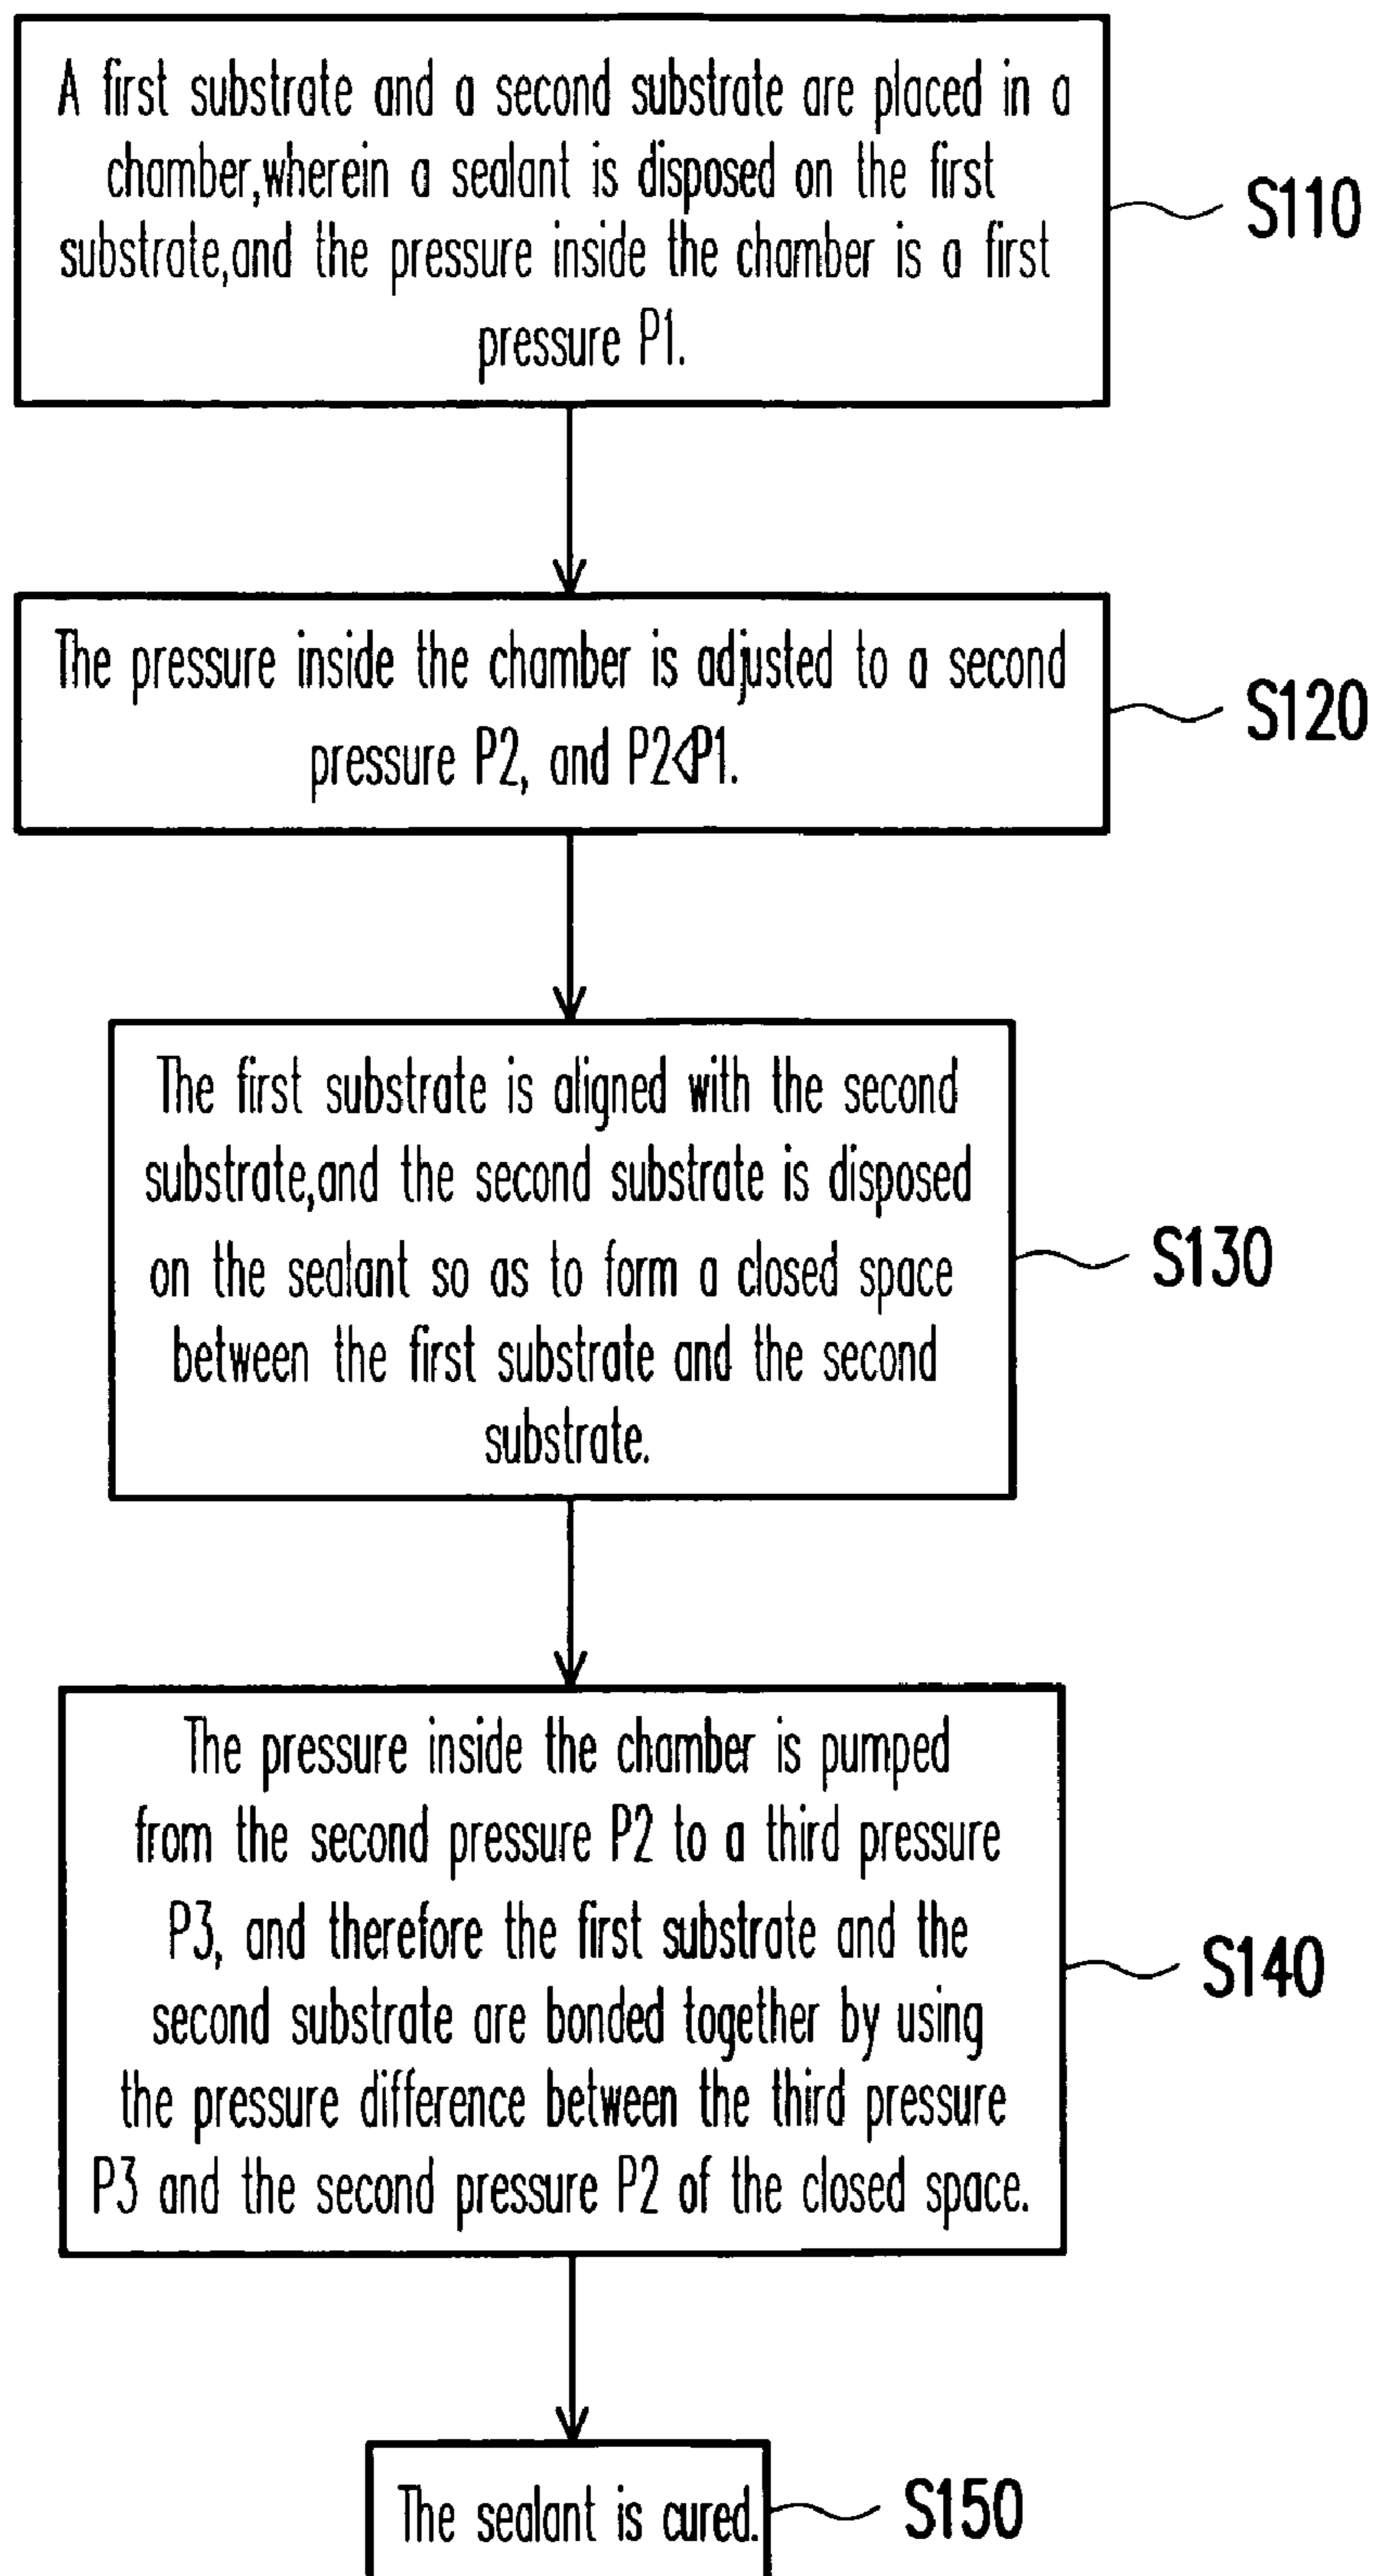 A first substrate and a second substrate are placed in a
chamber,wherein a sealant is disposed on the first
substrate,and the pressure inside the chamber is a first
pressure P1.
S110
The pressure inside the chamber is adjusted to a second
pressure P2, and P2<P1.
S120
The first substrate is aligned with the second
substrate,and the second substrate is disposed
on the sealant so as to form a closed space
between the first substrate and the second
substrate.
S130
The pressure inside the chamber is pumped
from the second pressure P2 to a third pressure
P3, and therefore the first substrate and the
second substrate are bonded together by using
the pressure difference between the third pressure
P3 and the second pressure P2 of the closed space.
S140
The sealant is cured.
S150